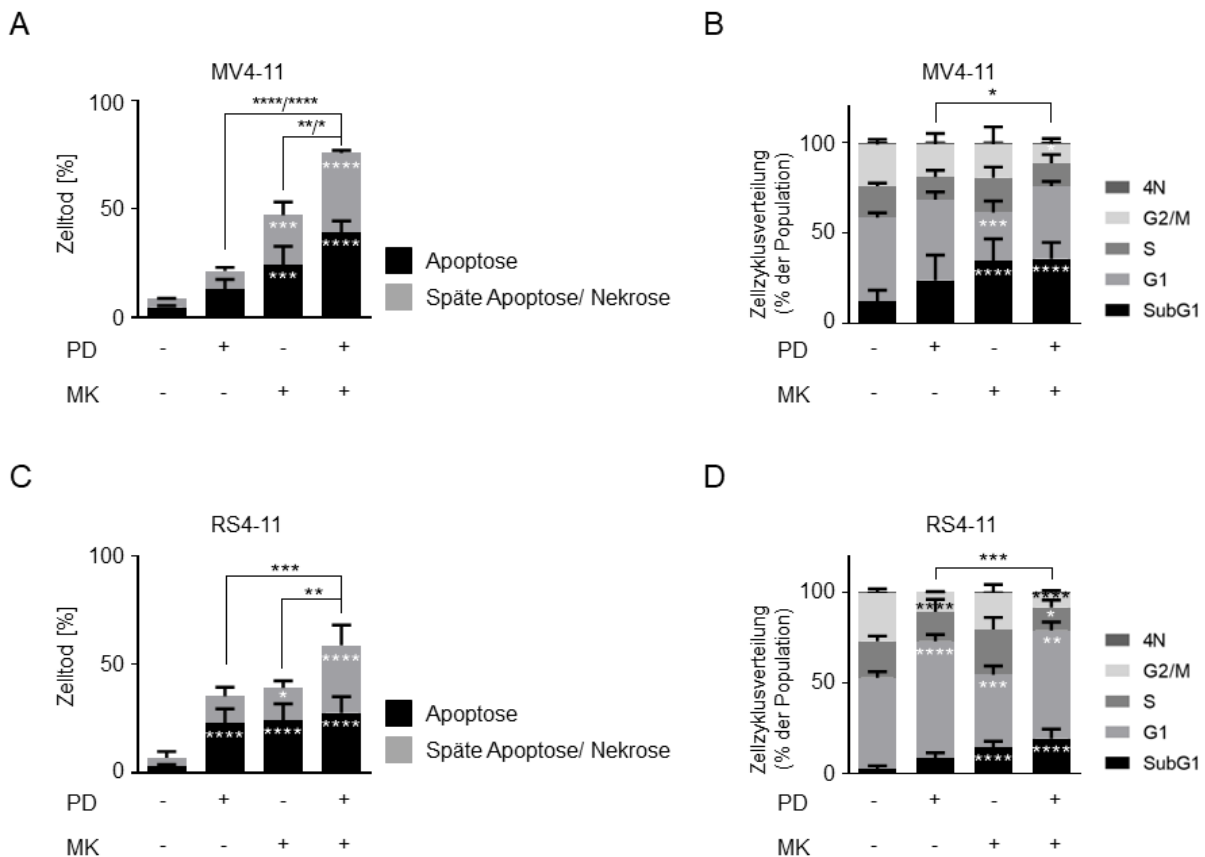 A
MV4-11
Zelltod [%]
100
50
0
****/****
**/*
***
***
****
****
Apoptose
Späte Apoptose/ Nekrose
PD - + - +
MK - - + +
B
MV4-11
Zellzyklusverteilung
(% der Population)
100
50
0
*
*
***
****
****
4N
G2/M
S
G1
SubG1
PD - + - +
MK - - + +
C
RS4-11
Zelltod [%]
100
50
0
***
**
****
*
****
****
****
Apoptose
Späte Apoptose/ Nekrose
PD - + - +
MK - - + +
D
RS4-11
Zellzyklusverteilung
(% der Population)
100
50
0
***
****
****
***
****
****
*
**
****
4N
G2/M
S
G1
SubG1
PD - + - +
MK - - + +